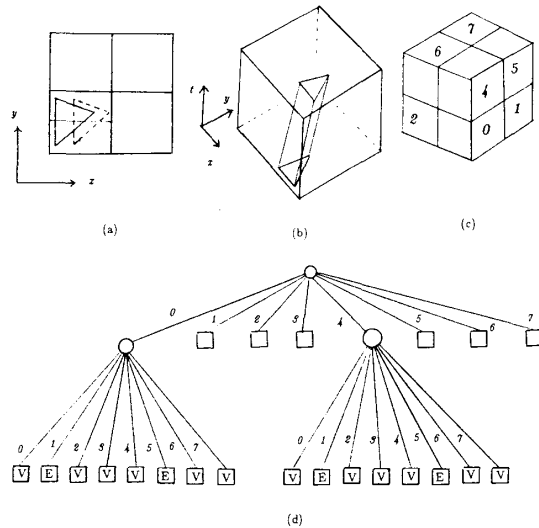 y
x
(a)
t
y
x
(b)
7
6
5
4
2
1
0
(c)
0 1 2 3 4 5 6 7
0 1 2 3 4 5 6 7
0 1 2 3 4 5 6 7
V E V V V E V V
V E V V V E V V
(d)